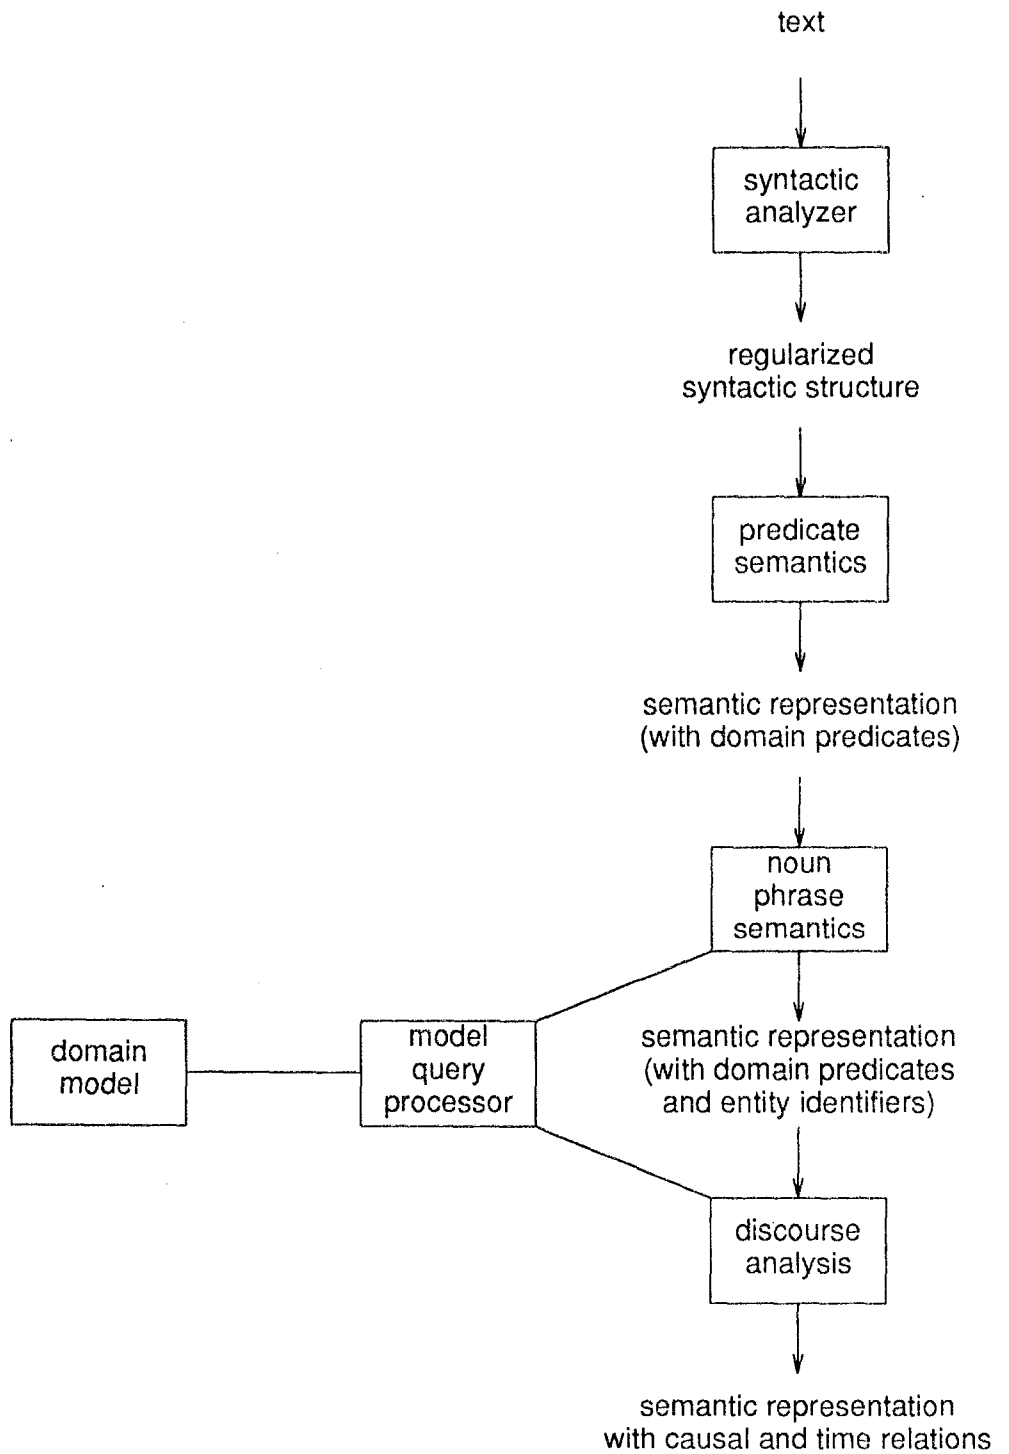 text
syntactic
analyzer
regularized
syntactic structure
predicate
semantics
semantic representation
(with domain predicates)
noun
phrase
semantics
domain
model
model
query
processor
semantic representation
(with domain predicates
and entity identifiers)
discourse
analysis
semantic representation
with causal and time relations